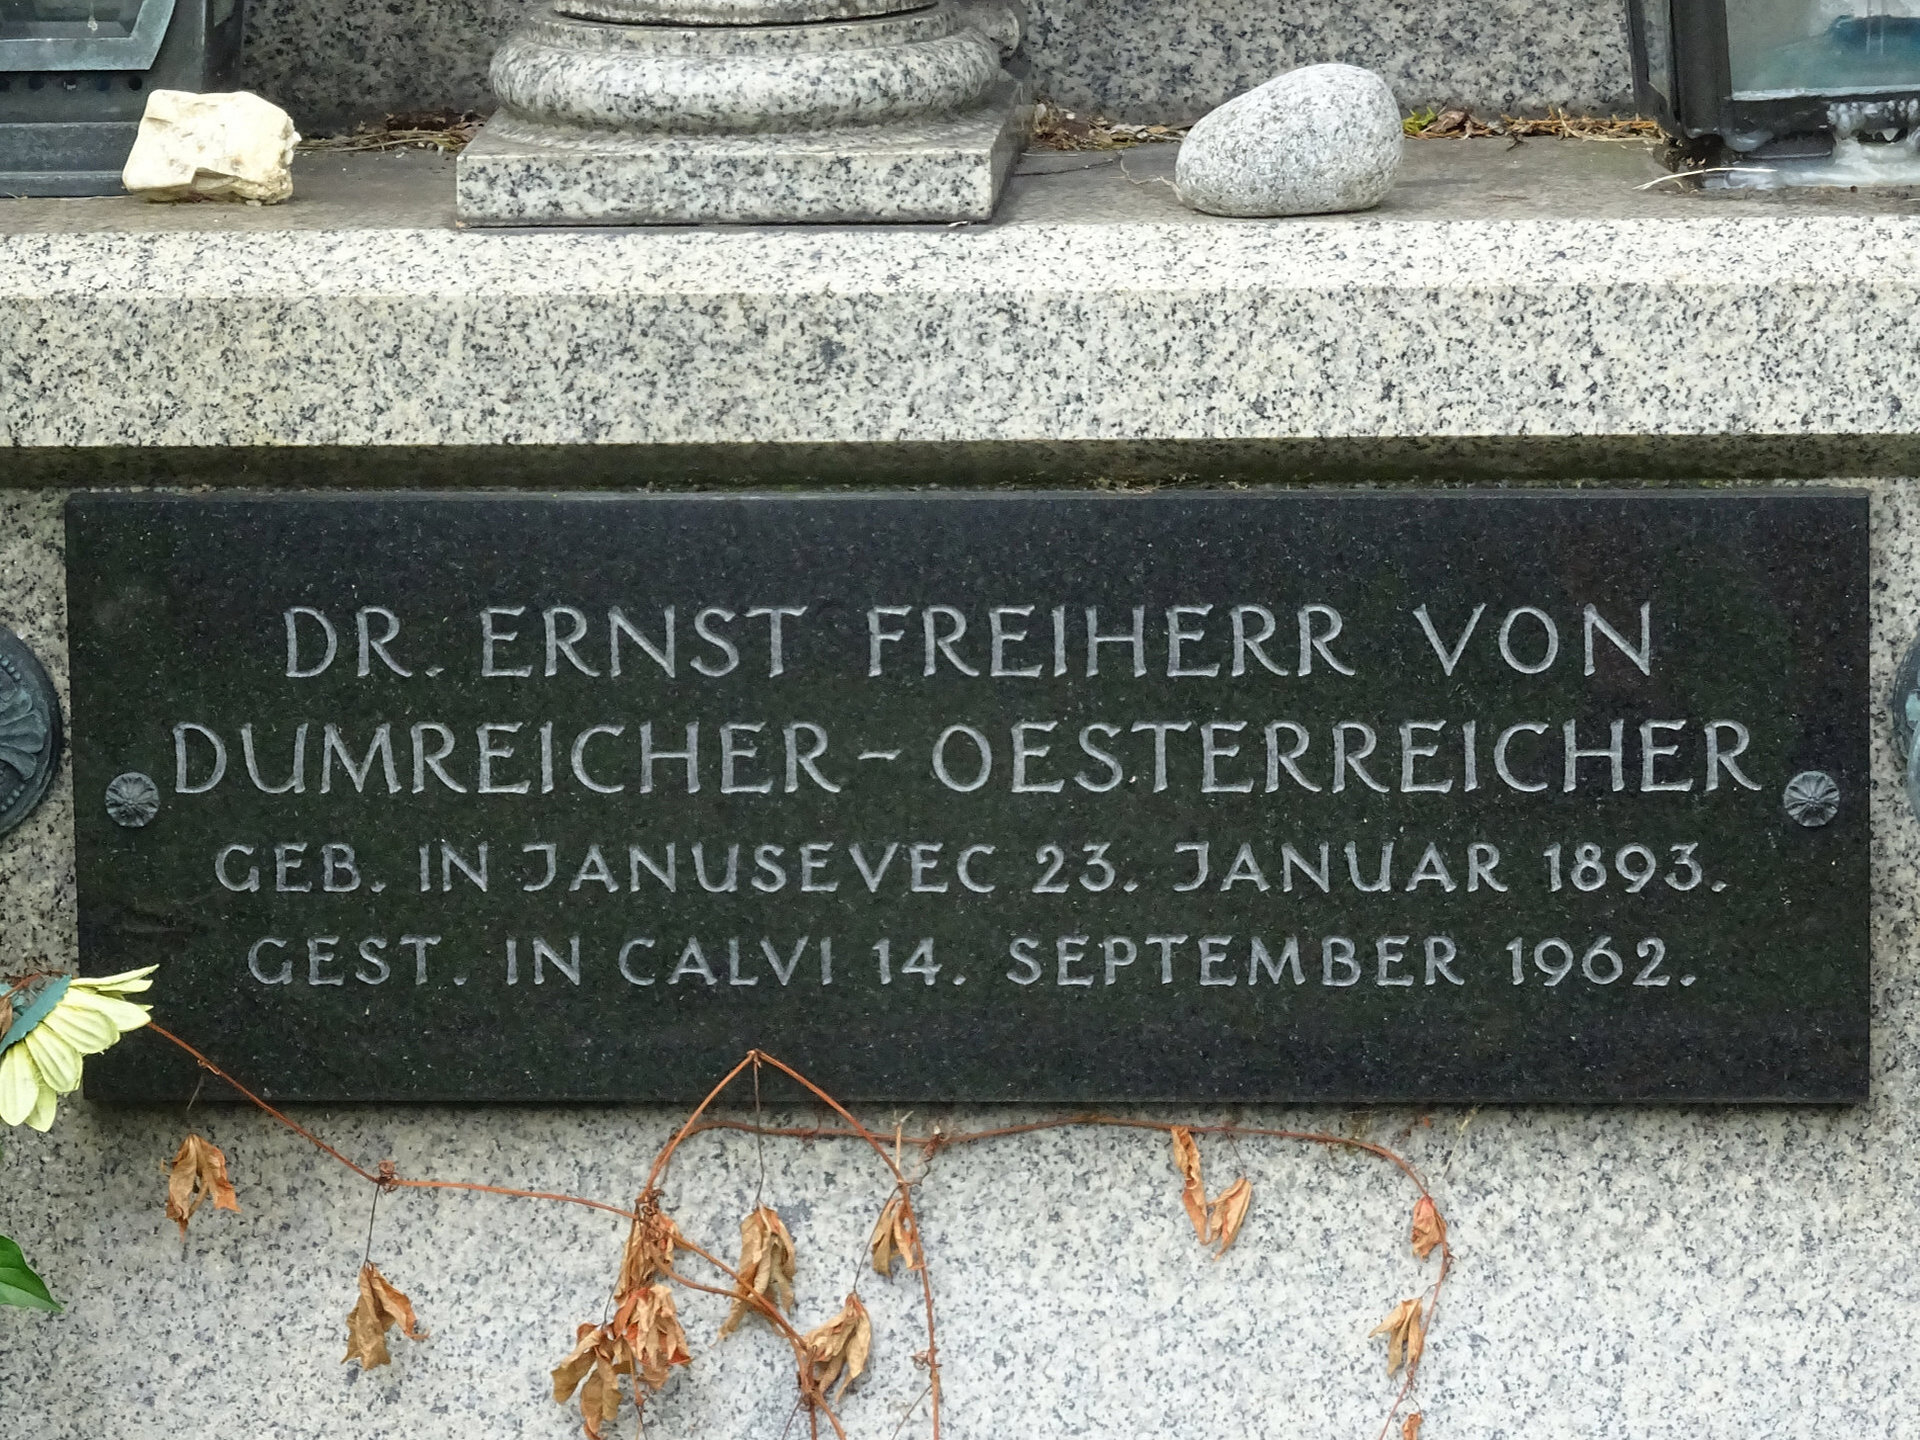 DR. ERNST FREIHERR VON
DUMREICHER-OESTERREICHER
GEB. IN JANUSEVEC 23. JANUAR 1893.
GEST. IN CALVI 14. SEPTEMBER 1962.